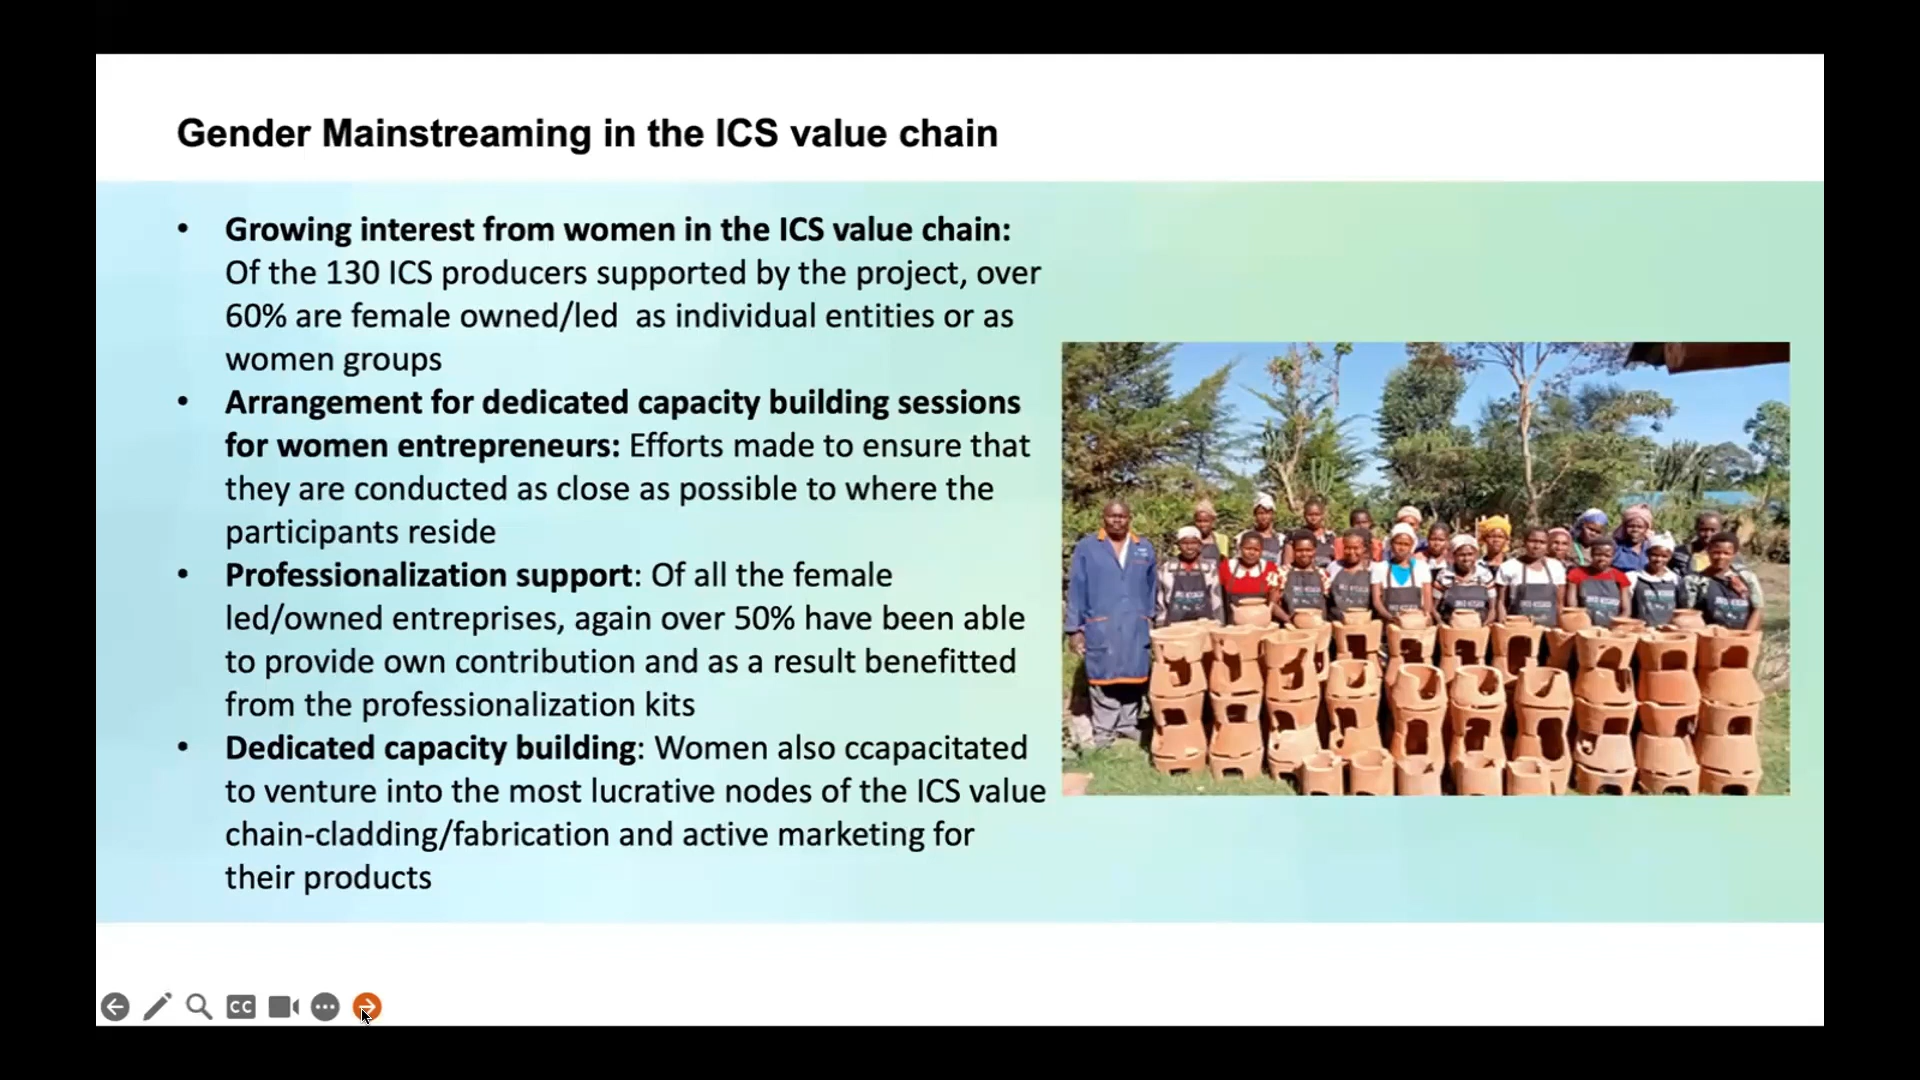 Gender Mainstreaming in the ICS value chain
• Growing interest from women in the ICS value chain:
Of the 130 ICS producers supported by the project, over
60% are female owned/led  as individual entities or as
women groups
• Arrangement for dedicated capacity building sessions
for women entrepreneurs: Efforts made to ensure that
they are conducted as close as possible to where the
participants reside
• Professionalization support: Of all the female
led/owned entreprises, again over 50% have been able
to provide own contribution and as a result benefitted
from the professionalization kits
• Dedicated capacity building: Women also ccapacitated
to venture into the most lucrative nodes of the ICS value
chain-cladding/fabrication and active marketing for
their products
CC